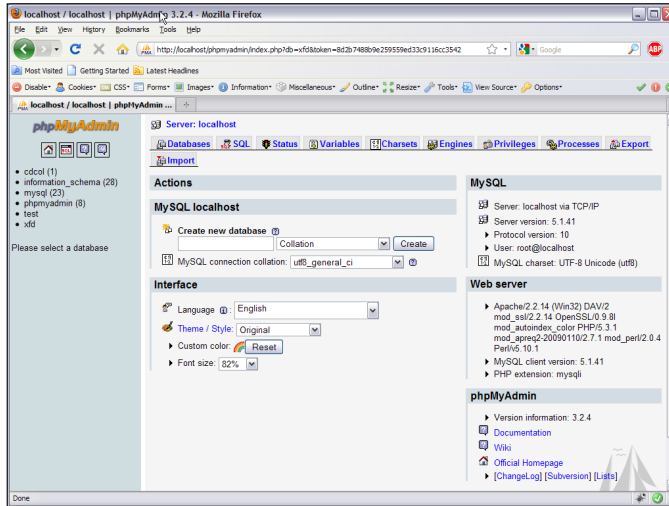 localhost / localhost | phpMyAdmin 3.2.4 - Mozilla Firefox
File Edit View History Bookmarks Tools Help
http://localhost/phpmyadmin/index.php?db=xfd&token=8d2b7488b9e259559ed33c9116cc3542
Google
ABP
Most Visited Getting Started Latest Headlines
Disable Cookies CSS Forms Images Information Miscellaneous Outline Resize Tools View Source Options
localhost / localhost | phpMyAdmin ...
phpMyAdmin
Server: localhost
Databases SQL Status Variables Charsets Engines Privileges Processes Export
Import
cdcol (1)
information_schema (28)
mysql (23)
phpmyadmin (8)
test
xfd
Please select a database
Actions
MySQL localhost
Create new database
Collation Create
MySQL connection collation: utf8_general_ci
Interface
Language : English
Theme / Style: Original
Custom color: Reset
Font size: 82%
MySQL
Server: localhost via TCP/IP
Server version: 5.1.41
Protocol version: 10
User: root@localhost
MySQL charset: UTF-8 Unicode (utf8)
Web server
Apache/2.2.14 (Win32) DAV/2
mod_ssl/2.2.14 OpenSSL/0.9.8l
mod_autoindex_color PHP/5.3.1
mod_apreq2-20090110/2.7.1 mod_perl/2.0.4
Perl/v5.10.1
MySQL client version: 5.1.41
PHP extension: mysqli
phpMyAdmin
Version information: 3.2.4
Documentation
Wiki
Official Homepage
[ChangeLog] [Subversion] [Lists]
Done